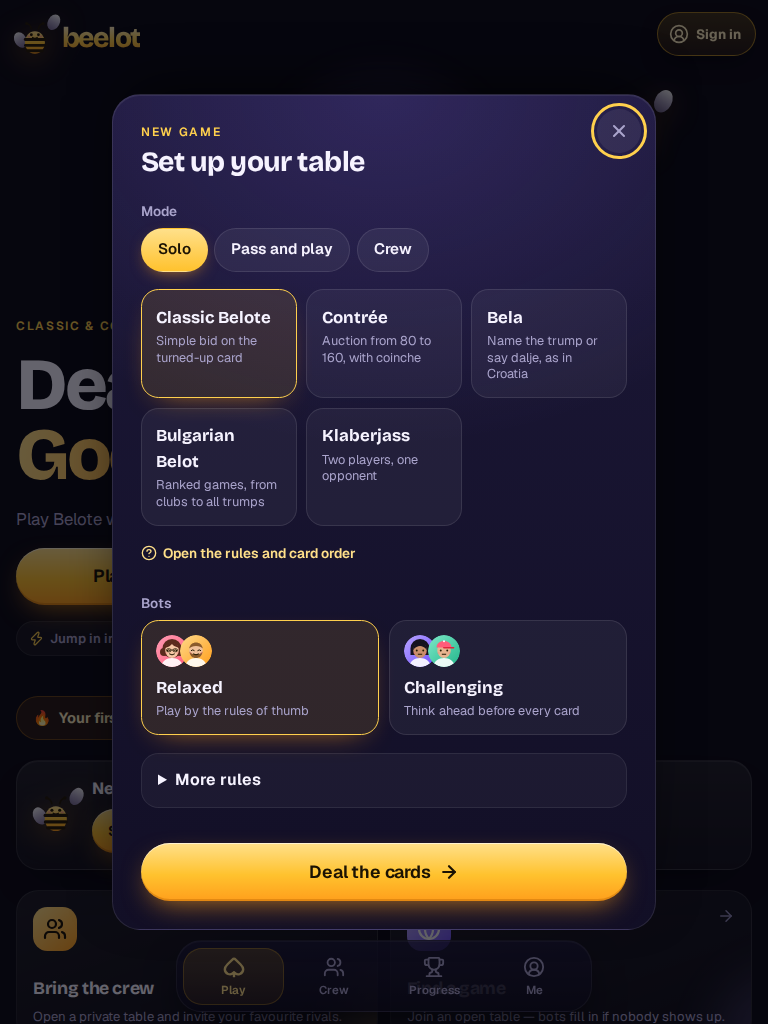 beelot
Sign in
NEW GAME
Set up your table
Mode
Solo
Pass and play
Crew
Classic Belote
Simple bid on the
turned-up card
Contrée
Auction from 80 to
160, with coinche
Bela
Name the trump or
say dalje, as in
Croatia
Bulgarian
Belot
Ranked games, from
clubs to all trumps
Klaberjass
Two players, one
opponent
Open the rules and card order
Bots
Relaxed
Play by the rules of thumb
Challenging
Think ahead before every card
More rules
Deal the cards
CLASSIC &
Play Belote
Jump in
Your
Bring the crew
Open a private table and invite your favourite rivals.
Find a game
Join an open table — bots fill in if nobody shows up.
Play
Crew
Progress
Me